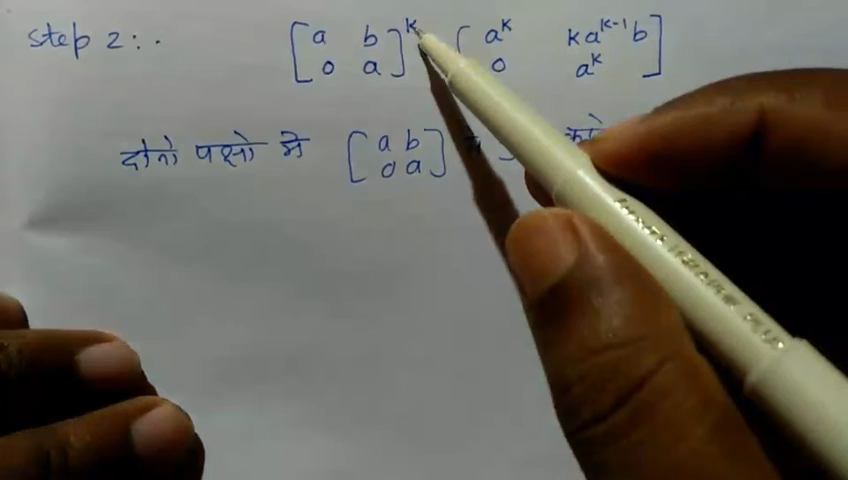 step 2:. [a b; 0 a]^k [a^k ka^{k-1}b; 0 a^k]
दोनो पक्षो मे [a b; 0 a]